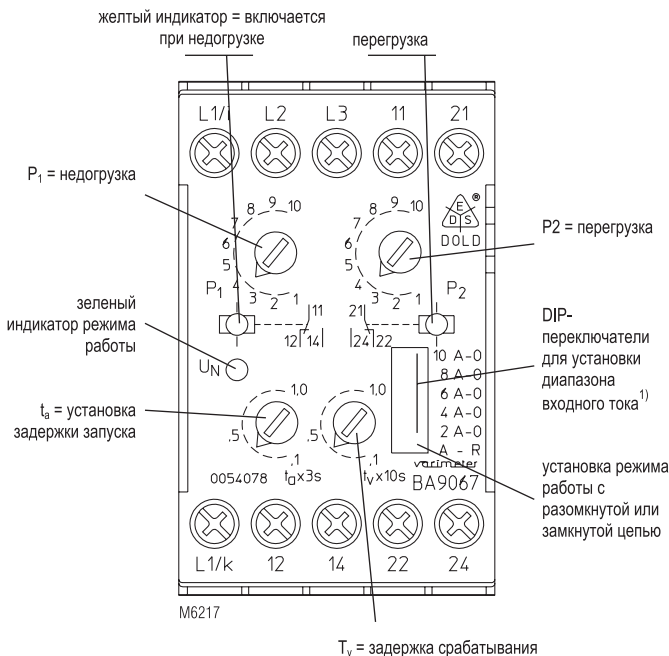 желтый индикатор = включается
при недогрузке
перегрузка
L1/i L2 L3 11 21
P₁ = недогрузка
10
9
8
7
6
5
4
3
2
1
10
9
8
7
6
5
4
3
2
1
E
D S
®
DOLD
P2 = перегрузка
P₁
P₂
11
12 14
21
24 22
зеленый
индикатор режима
работы
U_N
DIP-
переключатели
для установки
диапазона
входного тока¹⁾
10 A-0
8 A-0
6 A-0
4 A-0
2 A-0
A - R
tₐ = установка
задержки запуска
1,0
,5
,1
1,0
,5
,1
varimeter
0054078 tₐx3s tᵥx10s BA9067
установка режима
работы с
разомкнутой или
замкнутой цепью
L1/k 12 14 22 24
M6217
Tᵥ = задержка срабатывания